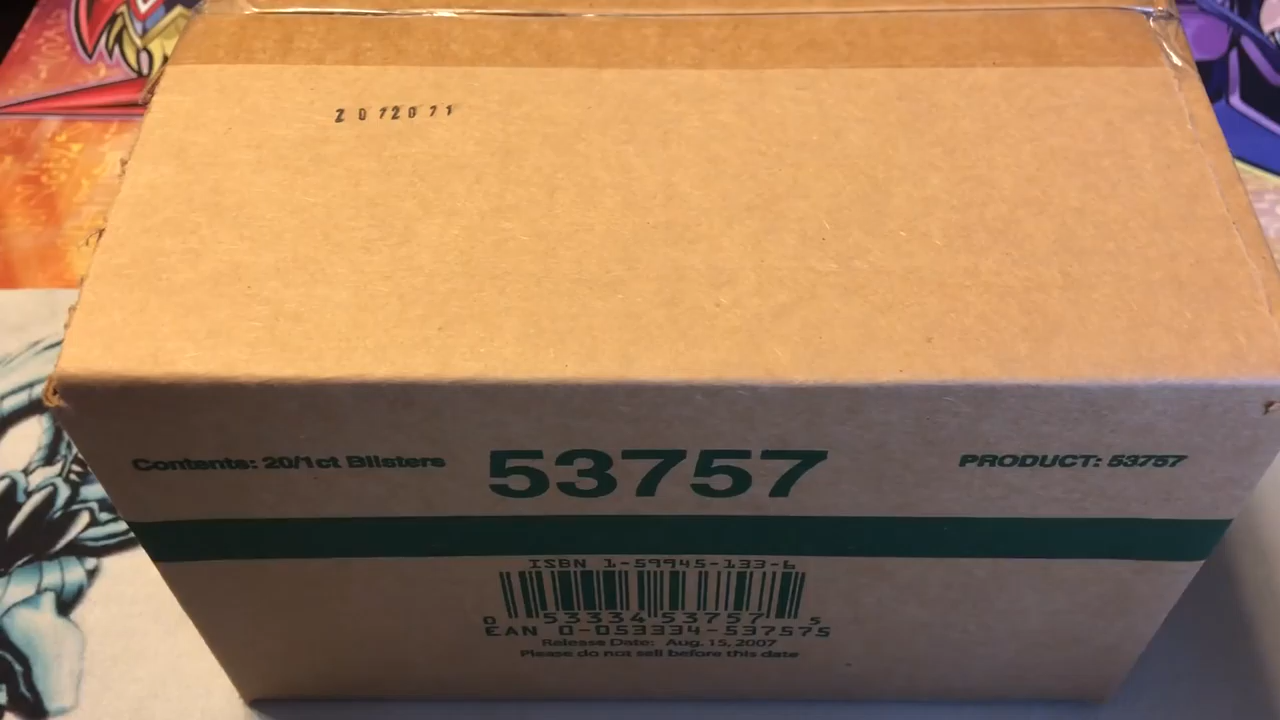 2072071
Contents: 20/1ct Blisters
53757
PRODUCT: 53757
ISBN 1-59945-133-6
0 53334 53757 5
EAN 0-053334-537575
Release Date: Aug. 15, 2007
Please do not sell before this date